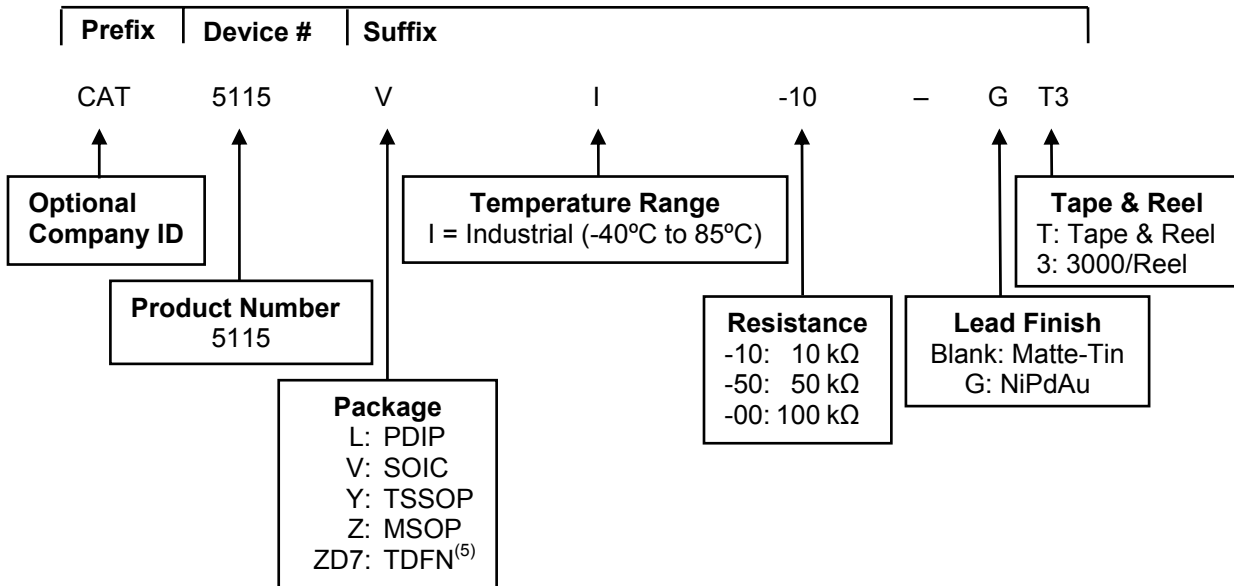 Prefix Device # Suffix
CAT 5115 V I -10 – G T3
Optional
Company ID
Product Number
5115
Package
L: PDIP
V: SOIC
Y: TSSOP
Z: MSOP
ZD7: TDFN(5)
Temperature Range
I = Industrial (-40ºC to 85ºC)
Resistance
-10: 10 kΩ
-50: 50 kΩ
-00: 100 kΩ
Lead Finish
Blank: Matte-Tin
G: NiPdAu
Tape & Reel
T: Tape & Reel
3: 3000/Reel